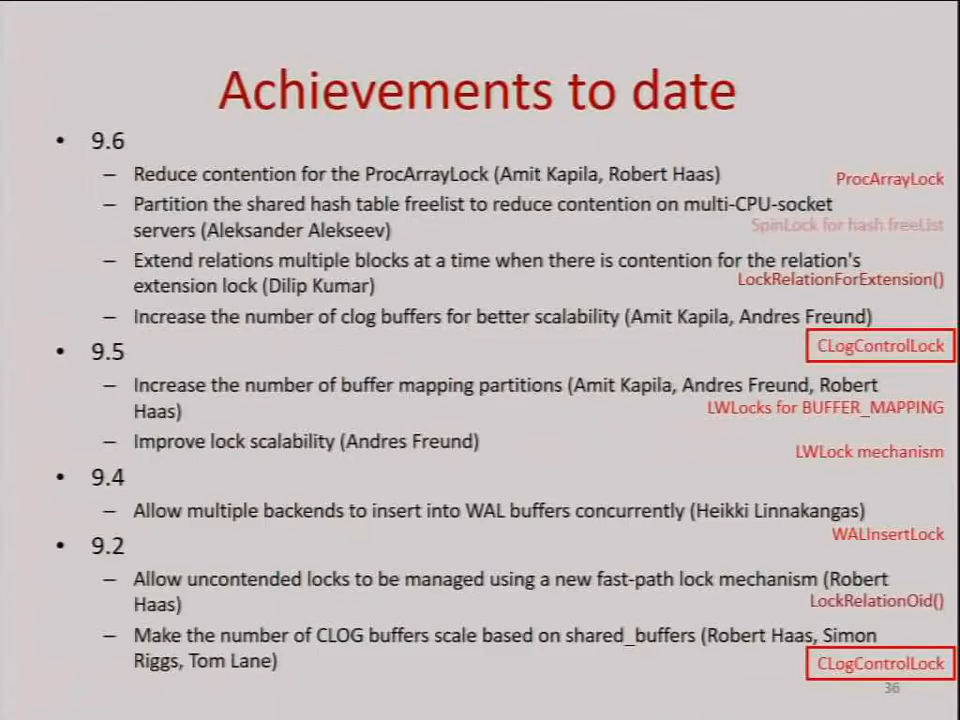 Achievements to date
• 9.6
– Reduce contention for the ProcArrayLock (Amit Kapila, Robert Haas)
ProcArrayLock
– Partition the shared hash table freelist to reduce contention on multi-CPU-socket
servers (Aleksander Alekseev)
SpinLock for hash freeList
– Extend relations multiple blocks at a time when there is contention for the relation's
extension lock (Dilip Kumar)
LockRelationForExtension()
– Increase the number of clog buffers for better scalability (Amit Kapila, Andres Freund)
CLogControlLock
• 9.5
– Increase the number of buffer mapping partitions (Amit Kapila, Andres Freund, Robert
Haas)
LWLocks for BUFFER_MAPPING
– Improve lock scalability (Andres Freund)
LWLock mechanism
• 9.4
– Allow multiple backends to insert into WAL buffers concurrently (Heikki Linnakangas)
WALInsertLock
• 9.2
– Allow uncontended locks to be managed using a new fast-path lock mechanism (Robert
Haas)
LockRelationOid()
– Make the number of CLOG buffers scale based on shared_buffers (Robert Haas, Simon
Riggs, Tom Lane)
CLogControlLock
36